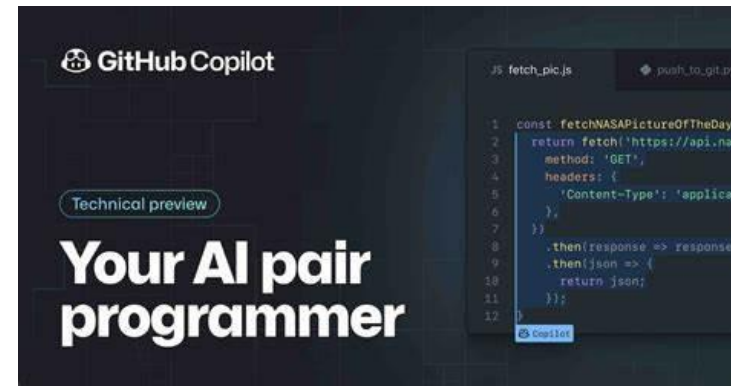 GitHub Copilot
Technical preview
Your AI pair
programmer
JS fetch_pic.js
push_to_git.p
1 const fetchNASAPictureOfTheDay
2 return fetch('https://api.na
3 method: 'GET',
4 headers: {
5 'Content-Type': 'applica
6 },
7 })
8 .then(response => response
9 .then(json => {
10 return json;
11 });
12 }
Copilot